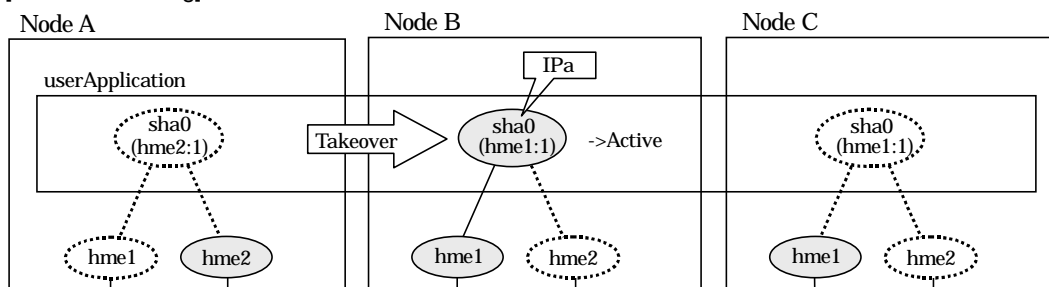 Node A
Node B
Node C
IPa
userApplication
sha0
(hme2:1)
Takeover
sha0
(hme1:1)
->Active
sha0
(hme1:1)
hme1
hme2
hme1
hme2
hme1
hme2